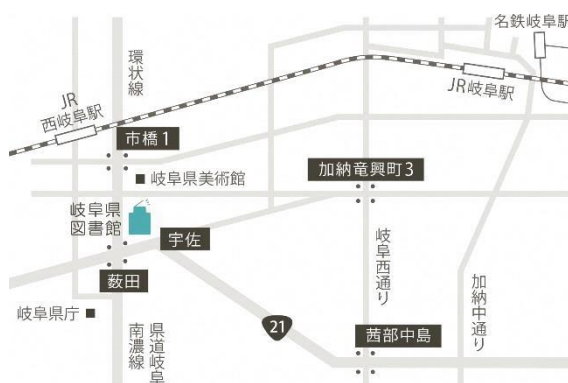 名鉄岐阜駅
環状線
JR
西岐阜駅
JR岐阜駅
市橋1
岐阜県美術館
加納竜興町3
岐阜県
図書館
宇佐
薮田
岐阜西通り
加納中通り
岐阜県庁
県道岐阜
南濃線
21
茜部中島